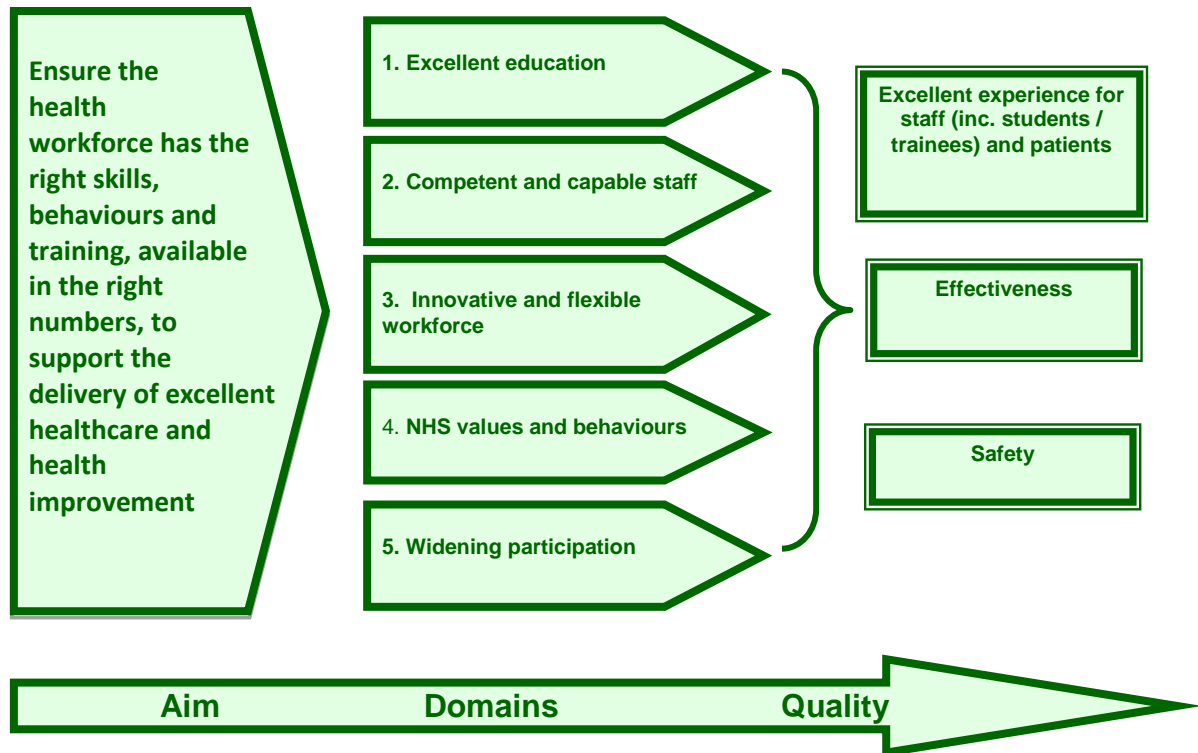 Ensure the
health
workforce has the
right skills,
behaviours and
training, available
in the right
numbers, to
support the
delivery of excellent
healthcare and
health
improvement
1. Excellent education
2. Competent and capable staff
3. Innovative and flexible
workforce
4. NHS values and behaviours
5. Widening participation
Excellent experience for
staff (inc. students /
trainees) and patients
Effectiveness
Safety
Aim Domains Quality